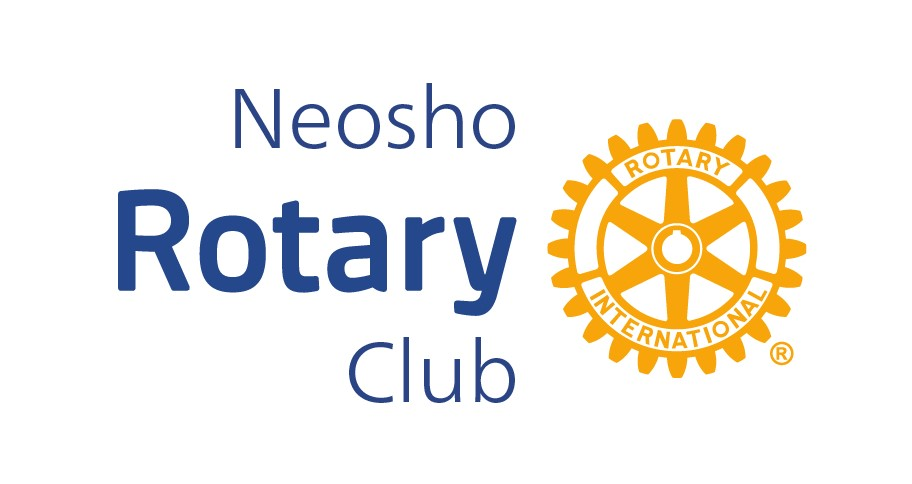 Neosho
Rotary
Club
ROTARY
INTERNATIONAL
®